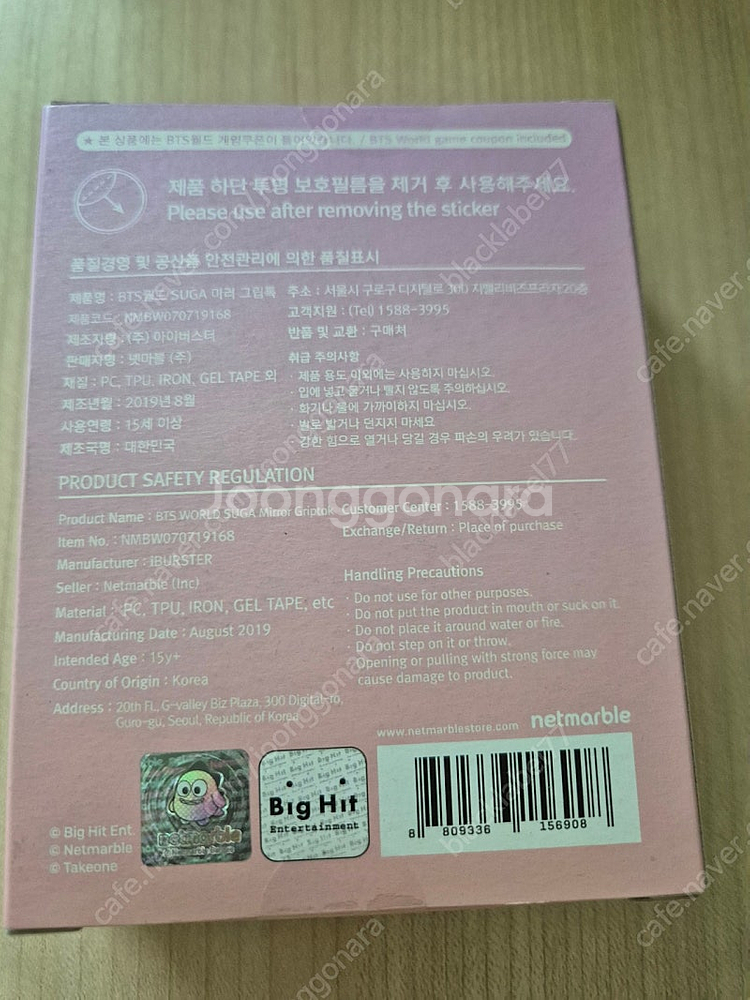 ★ 본 상품에는 BTS월드 게임쿠폰이 들어있습니다. / BTS World game coupon included
제품 하단 투명 보호필름을 제거 후 사용해주세요.
Please use after removing the sticker
품질경영 및 공산품 안전관리에 의한 품질표시
제품명 : BTS월드 SUGA 미러 그립톡
제품코드 : NMBW070719168
제조자명 : (주) 아이버스터
판매자명 : 넷마블 (주)
재질 : PC, TPU, IRON, GEL TAPE 외
제조년월 : 2019년 8월
사용연령 : 15세 이상
제조국명 : 대한민국
주소 : 서울시 구로구 디지털로 300 지밸리비즈프라자 20층
고객지원 : (Tel) 1588-3995
반품 및 교환 : 구매처
취급 주의사항
· 제품 용도 이외에는 사용하지 마십시오.
· 입에 넣고 물거나 빨지 않도록 주의하십시오.
· 화기나 물에 가까이하지 마십시오.
· 발로 밟거나 던지지 마세요
· 강한 힘으로 열거나 당길 경우 파손의 우려가 있습니다.
PRODUCT SAFETY REGULATION
Product Name : BTS WORLD SUGA Mirror Griptok
Item No. : NMBW070719168
Manufacturer : IBURSTER
Seller : Netmarble (Inc)
Material : PC, TPU, IRON, GEL TAPE, etc
Manufacturing Date : August 2019
Intended Age : 15y+
Country of Origin : Korea
Address : 20th FL, G-valley Biz Plaza, 300 Digital-ro,
Guro-gu, Seoul, Republic of Korea
Customer Center : 1588-3995
Exchange/Return : Place of purchase
Handling Precautions
· Do not use for other purposes.
· Do not put the product in mouth or suck on it.
· Do not place it around water or fire.
· Do not step on it or throw.
· Opening or pulling with strong force may
cause damage to product.
www.netmarblestore.com netmarble
netmarble
Big Hit
Entertainment
8 809336 156908
© Big Hit Ent.
© Netmarble
© Takeone
Joonggonara
joonggonara
blacklabel77
cafe.naver.com/joonggonara